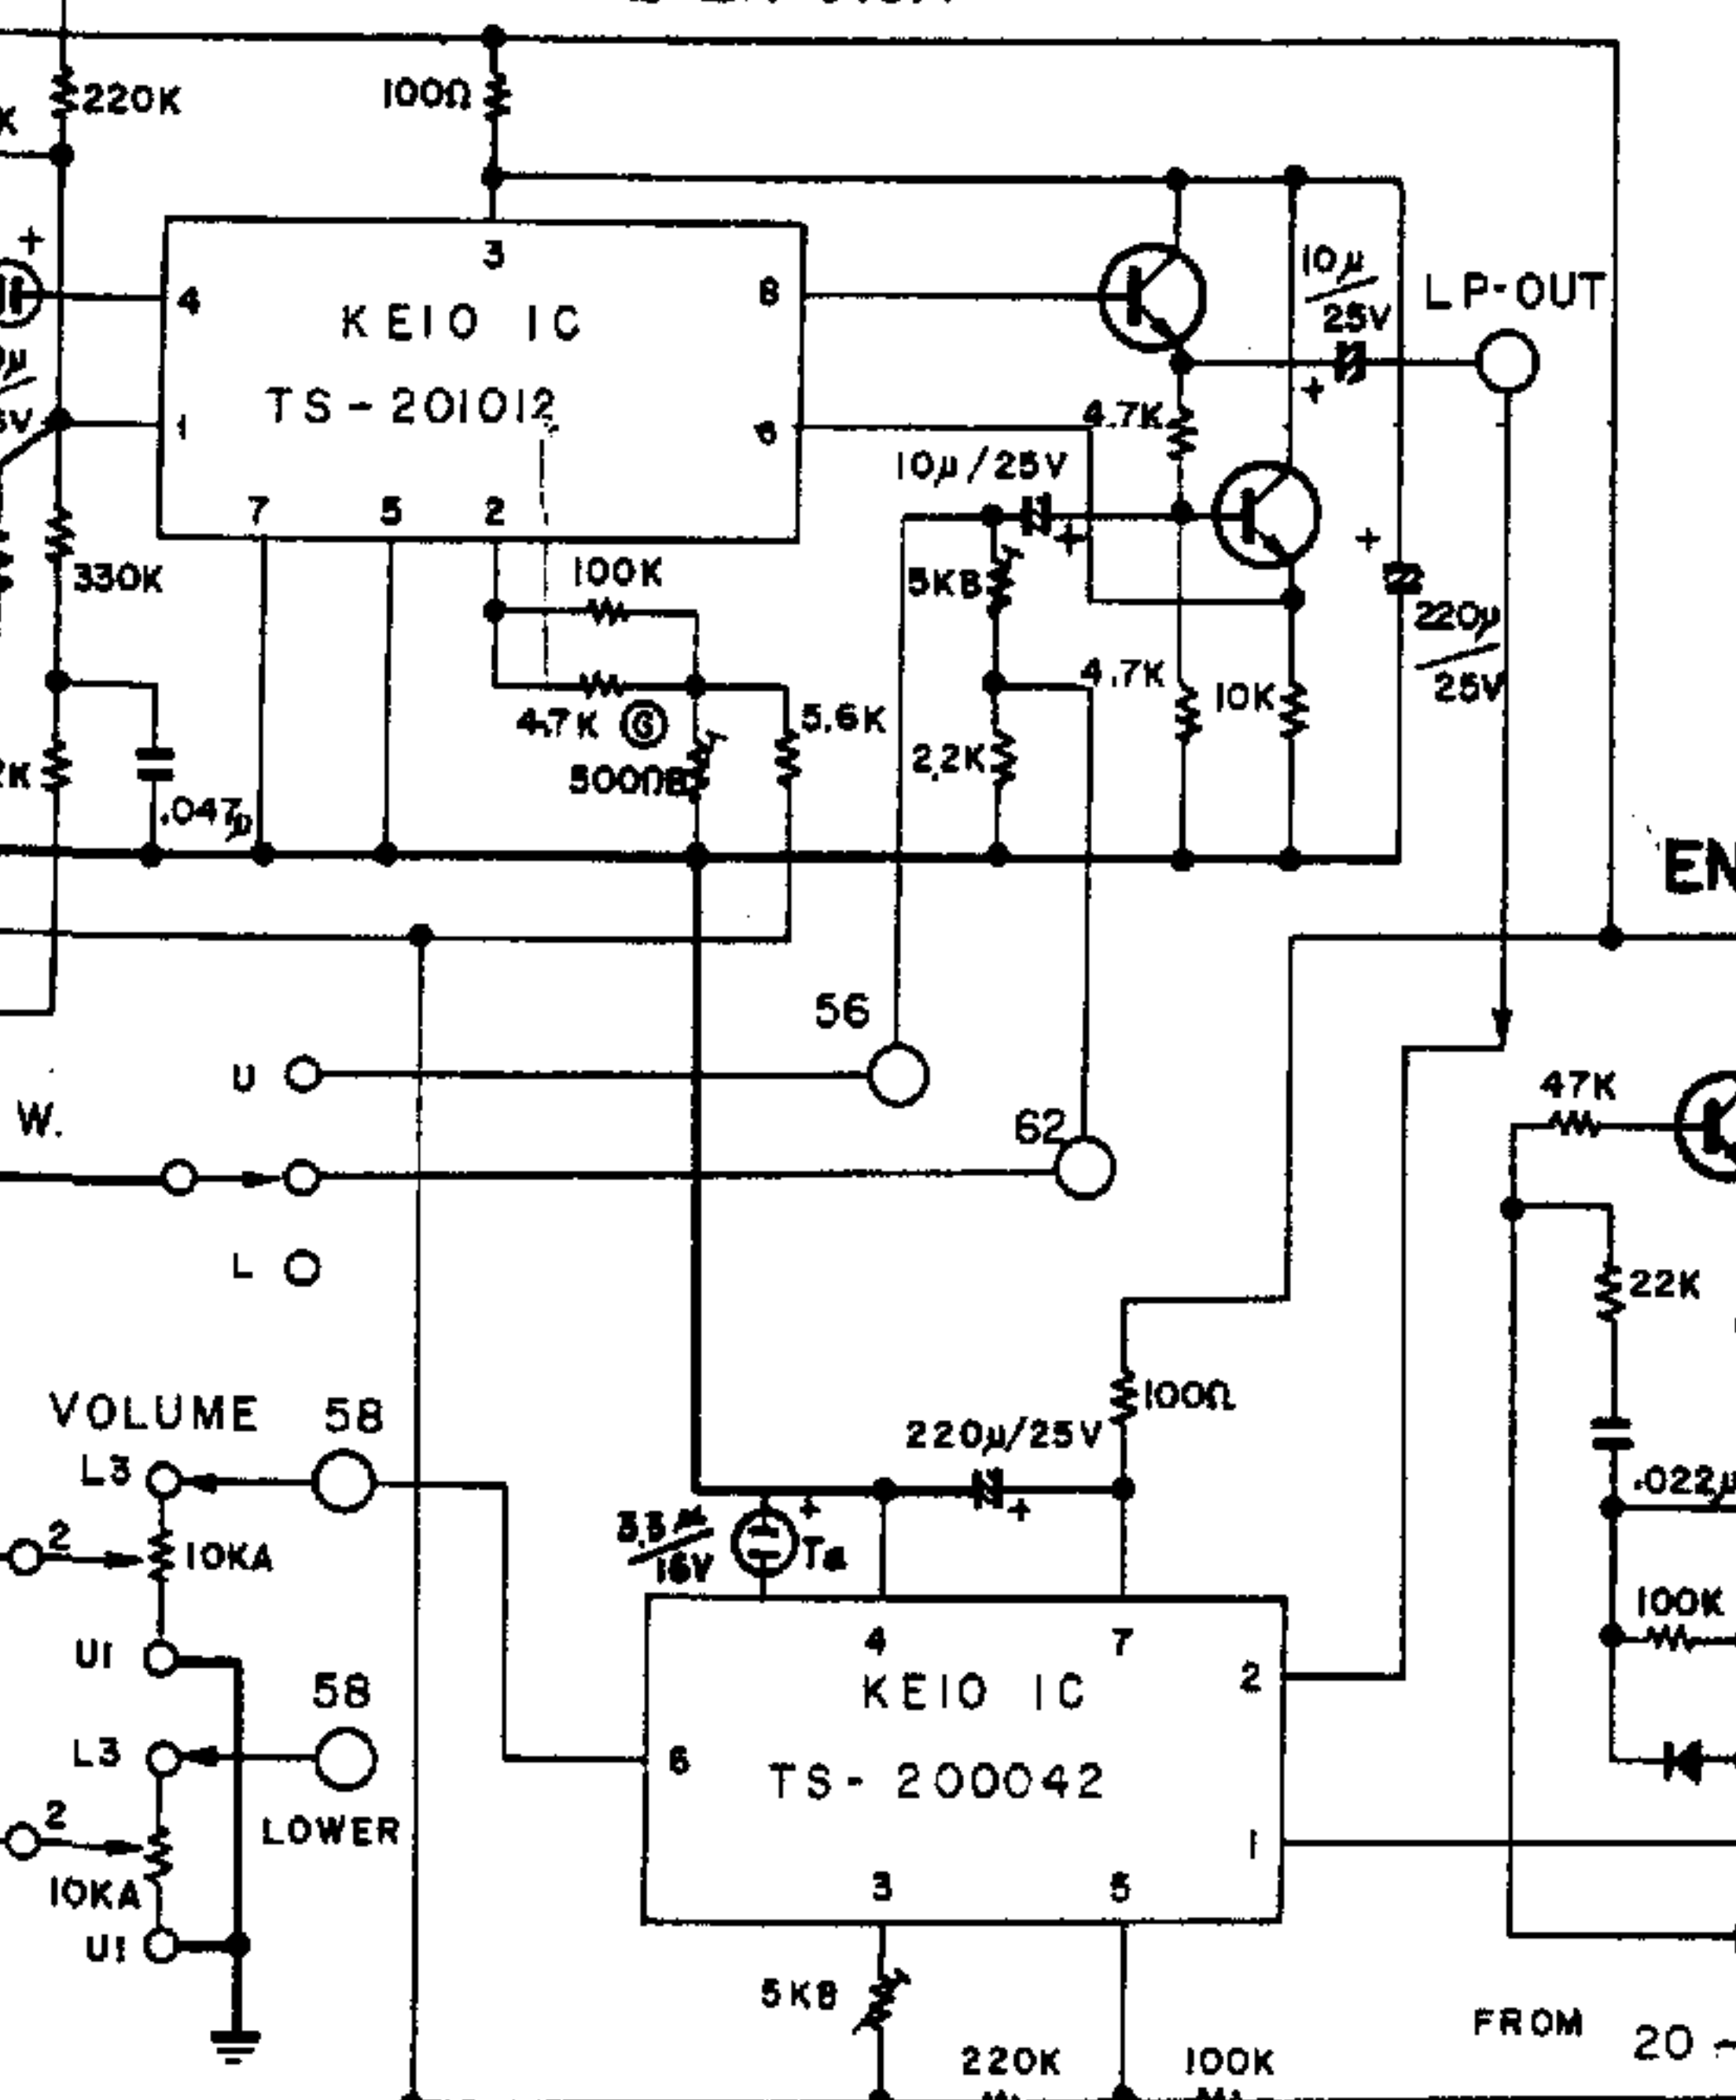 220K
100Ω
K
+
3
4
8
KEIO IC
10μ
25V
LP-OUT
TS-201012
1
6
4.7K
+
10μ/25V
7
5
2
+
+
330K
100K
5KB
220μ
25V
4.7K
10K
4.7K G
5.6K
500ΩB
2.2K
.047μ
EN
56
U
47K
W.
62
L
22K
100Ω
VOLUME
58
220μ/25V
L3
+
+
.022μ
3.3μ
16V
Ta
2
10KA
100K
4
7
U1
58
KEIO IC
2
L3
6
TS-200042
2
LOWER
1
10KA
3
5
U1
5KB
FROM
20
220K
100K